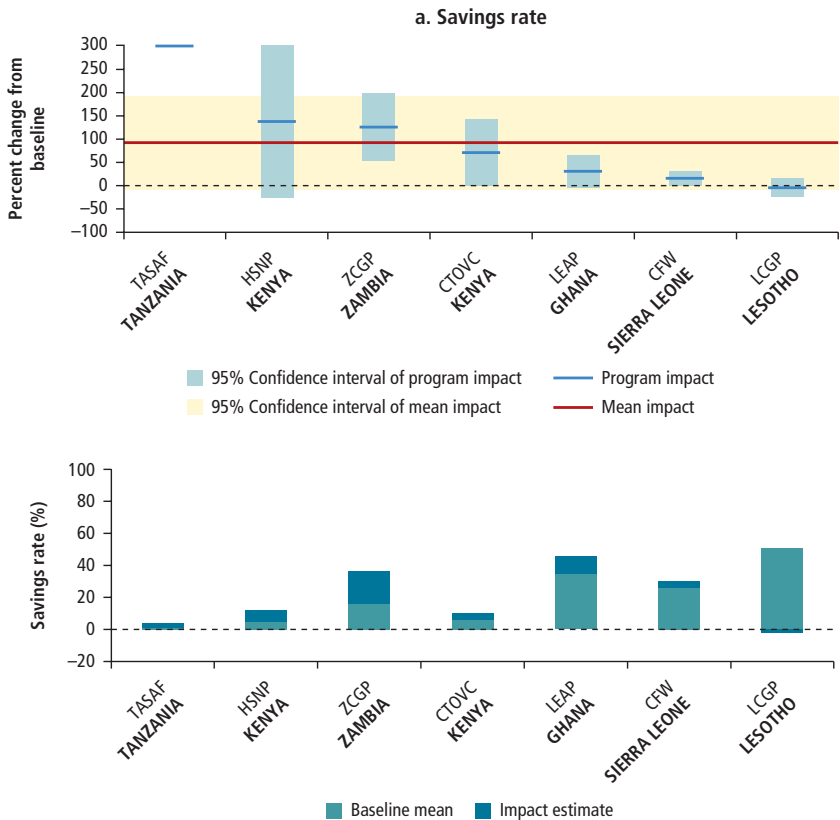 a. Savings rate
Percent change from
baseline
300
250
200
150
100
50
0
−50
−100
TASAF
TANZANIA
HSNP
KENYA
ZCGP
ZAMBIA
CTOVC
KENYA
LEAP
GHANA
CFW
SIERRA LEONE
LCGP
LESOTHO
95% Confidence interval of program impact
Program impact
95% Confidence interval of mean impact
Mean impact
Savings rate (%)
100
80
60
40
20
0
−20
TASAF
TANZANIA
HSNP
KENYA
ZCGP
ZAMBIA
CTOVC
KENYA
LEAP
GHANA
CFW
SIERRA LEONE
LCGP
LESOTHO
Baseline mean
Impact estimate